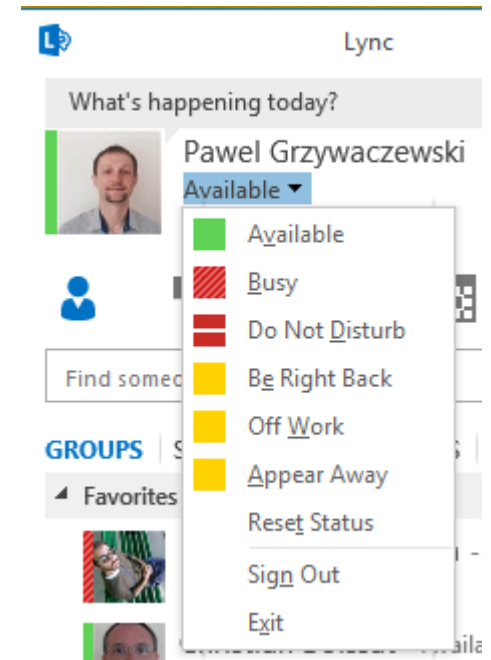 Lync
What's happening today?
Pawel Grzywaczewski
Available
Available
Busy
Do Not Disturb
Be Right Back
Off Work
Appear Away
Reset Status
Sign Out
Exit
Find
GROUPS
Favorites